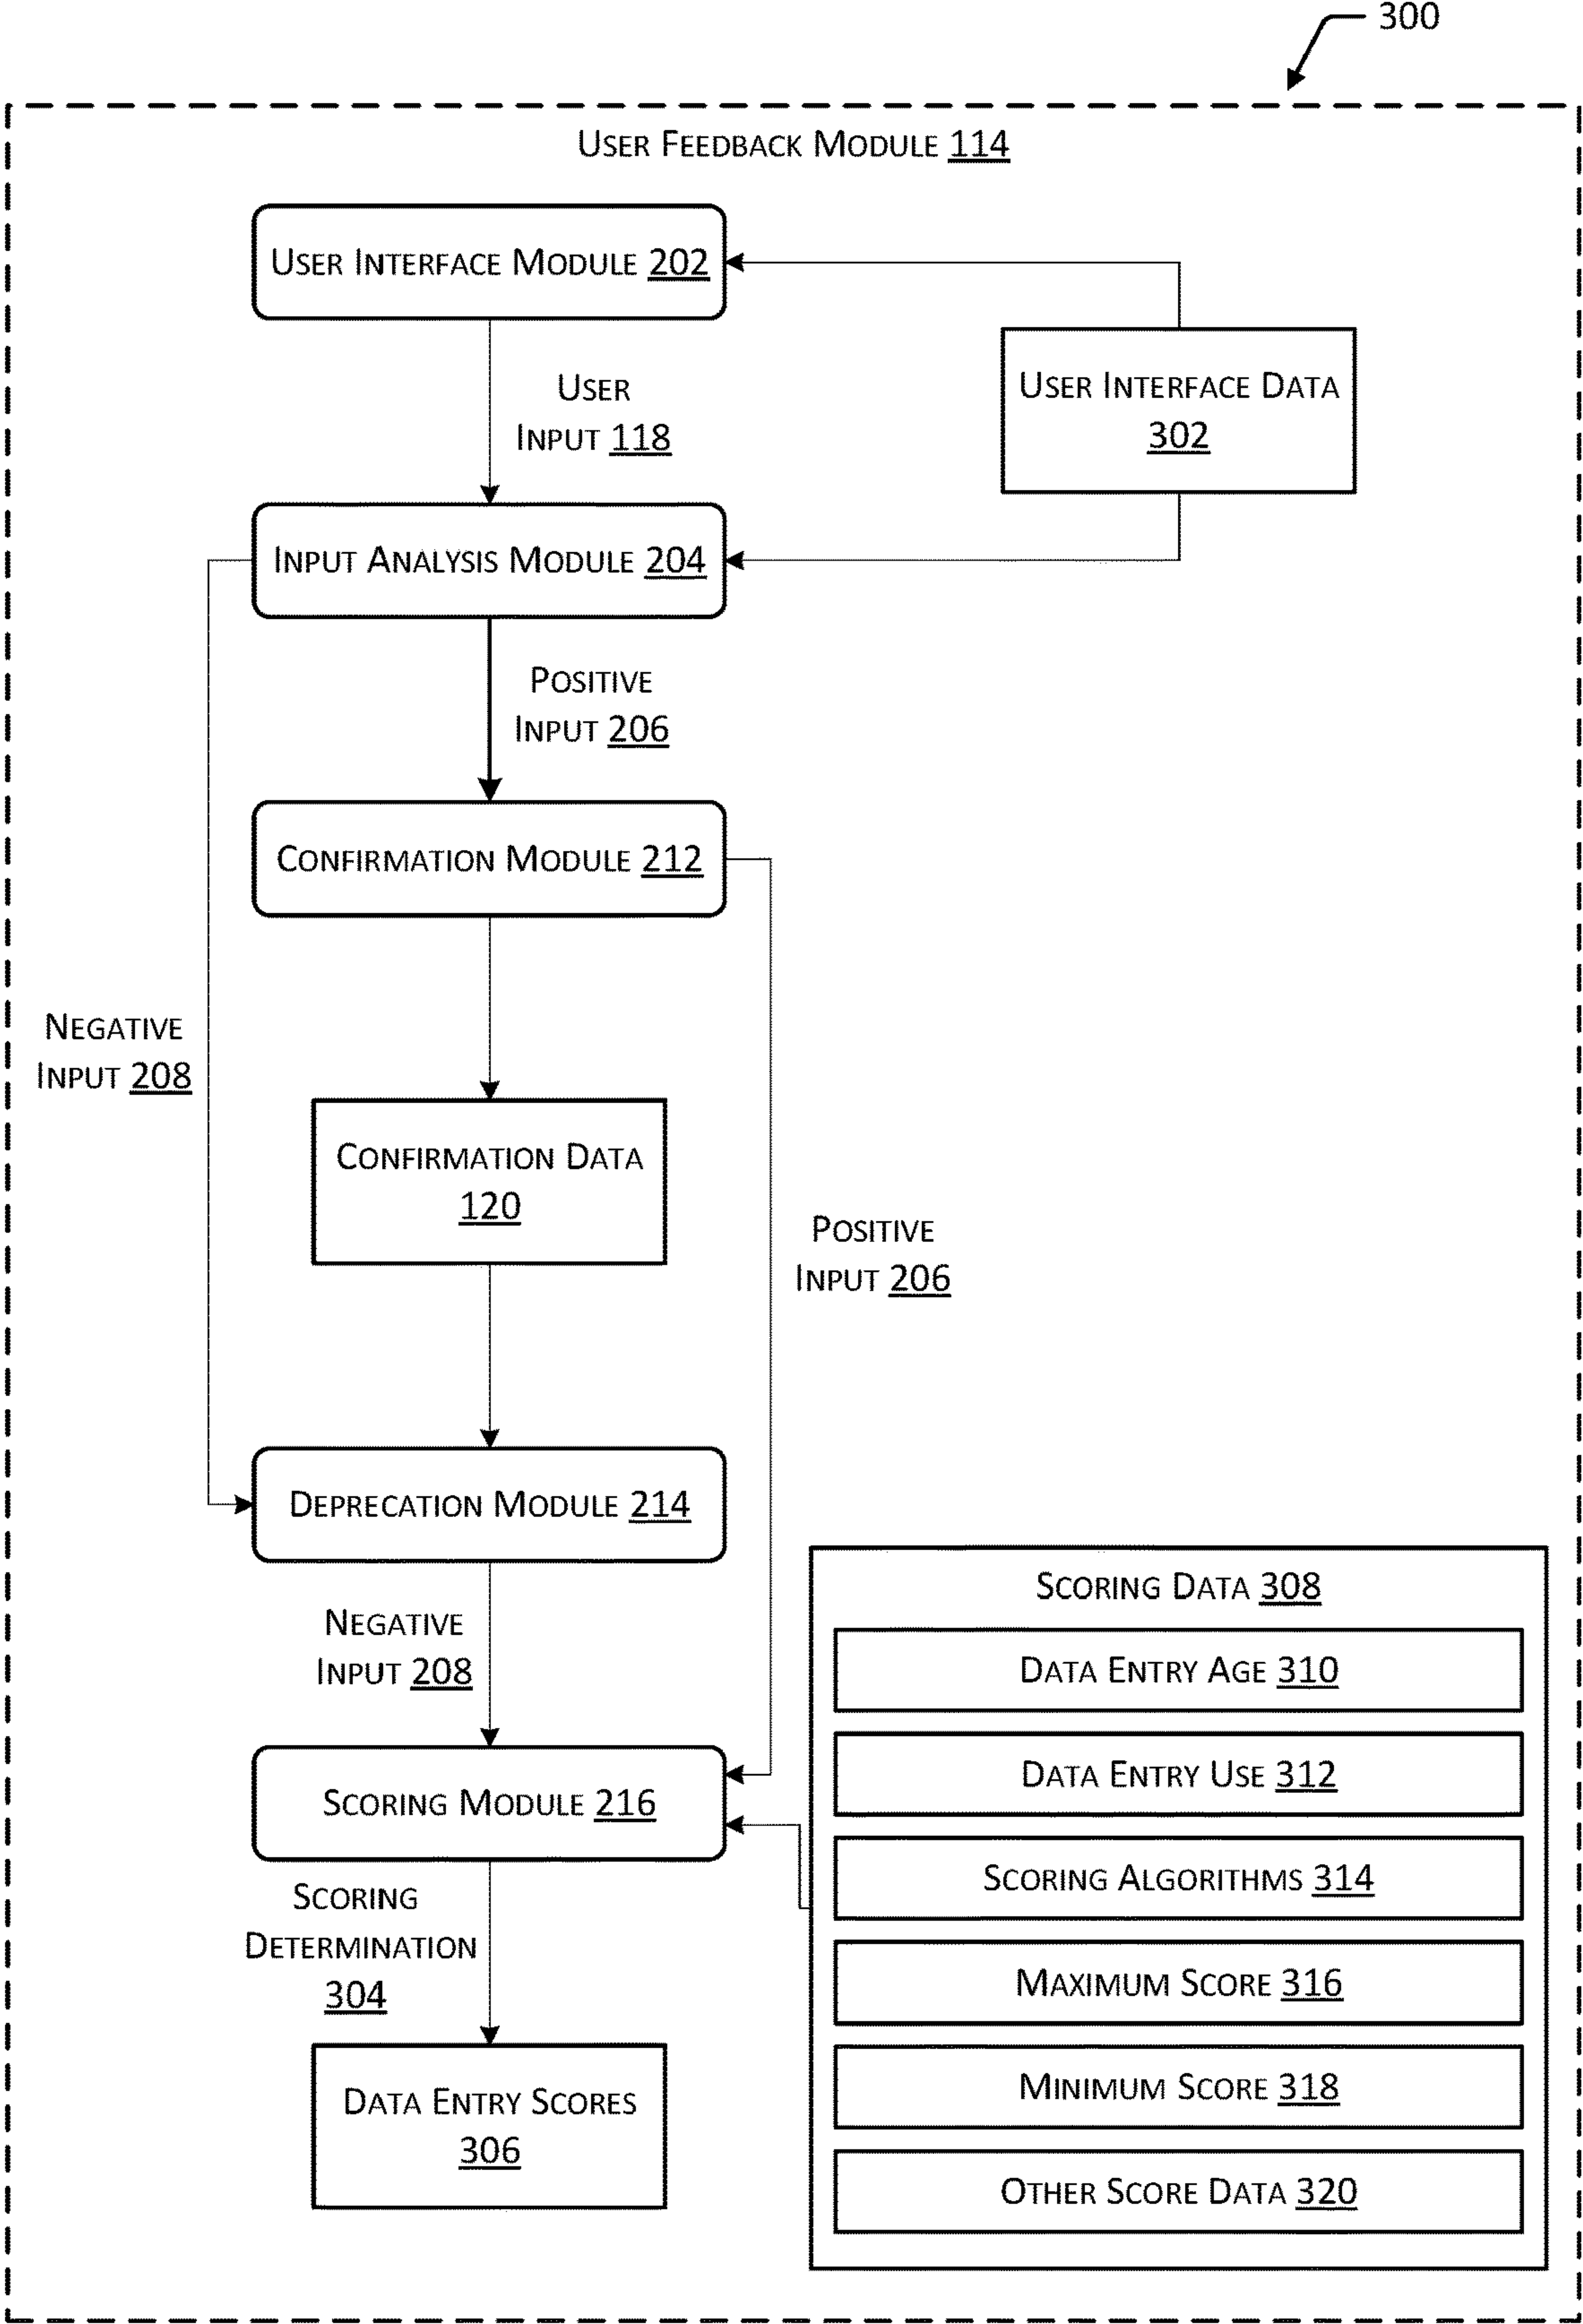 300
USER FEEDBACK MODULE 114
USER INTERFACE MODULE 202
USER INTERFACE DATA
302
USER
INPUT 118
INPUT ANALYSIS MODULE 204
POSITIVE
INPUT 206
CONFIRMATION MODULE 212
NEGATIVE
INPUT 208
CONFIRMATION DATA
120
POSITIVE
INPUT 206
DEPRECATION MODULE 214
NEGATIVE
INPUT 208
SCORING MODULE 216
SCORING
DETERMINATION
304
DATA ENTRY SCORES
306
SCORING DATA 308
DATA ENTRY AGE 310
DATA ENTRY USE 312
SCORING ALGORITHMS 314
MAXIMUM SCORE 316
MINIMUM SCORE 318
OTHER SCORE DATA 320